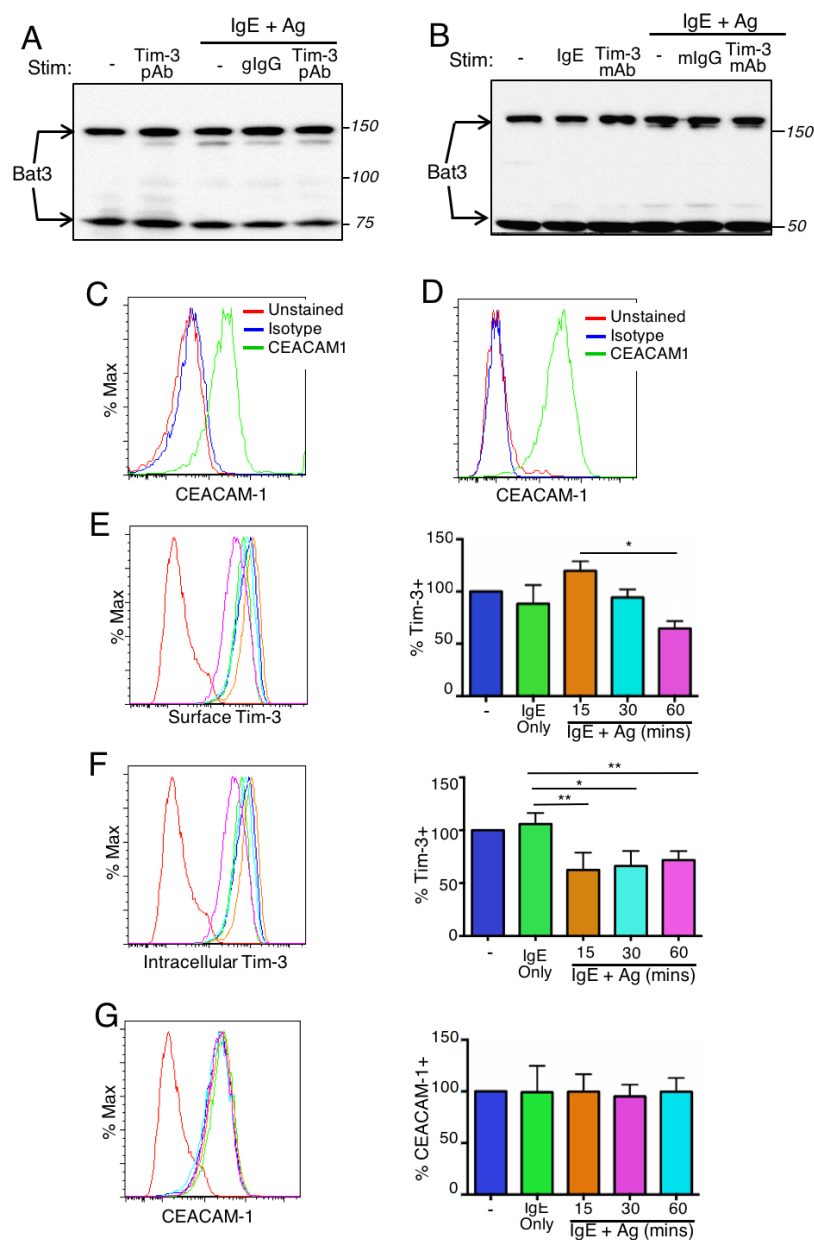 A
IgE + Ag
Stim:
-
Tim-3
pAb
-
gIgG
Tim-3
pAb
Bat3
150
100
75
B
IgE + Ag
Stim:
-
IgE
Tim-3
mAb
-
mIgG
Tim-3
mAb
Bat3
150
50
C
Unstained
Isotype
CEACAM1
% Max
CEACAM-1
D
Unstained
Isotype
CEACAM1
CEACAM-1
E
% Max
Surface Tim-3
% Tim-3+
150
100
50
0
*
-
IgE
Only
15 30 60
IgE + Ag (mins)
F
% Max
Intracellular Tim-3
% Tim-3+
150
100
50
0
**
*
**
-
IgE
Only
15 30 60
IgE + Ag (mins)
G
% Max
CEACAM-1
% CEACAM-1+
150
100
50
0
-
IgE
Only
15 30 60
IgE + Ag (mins)